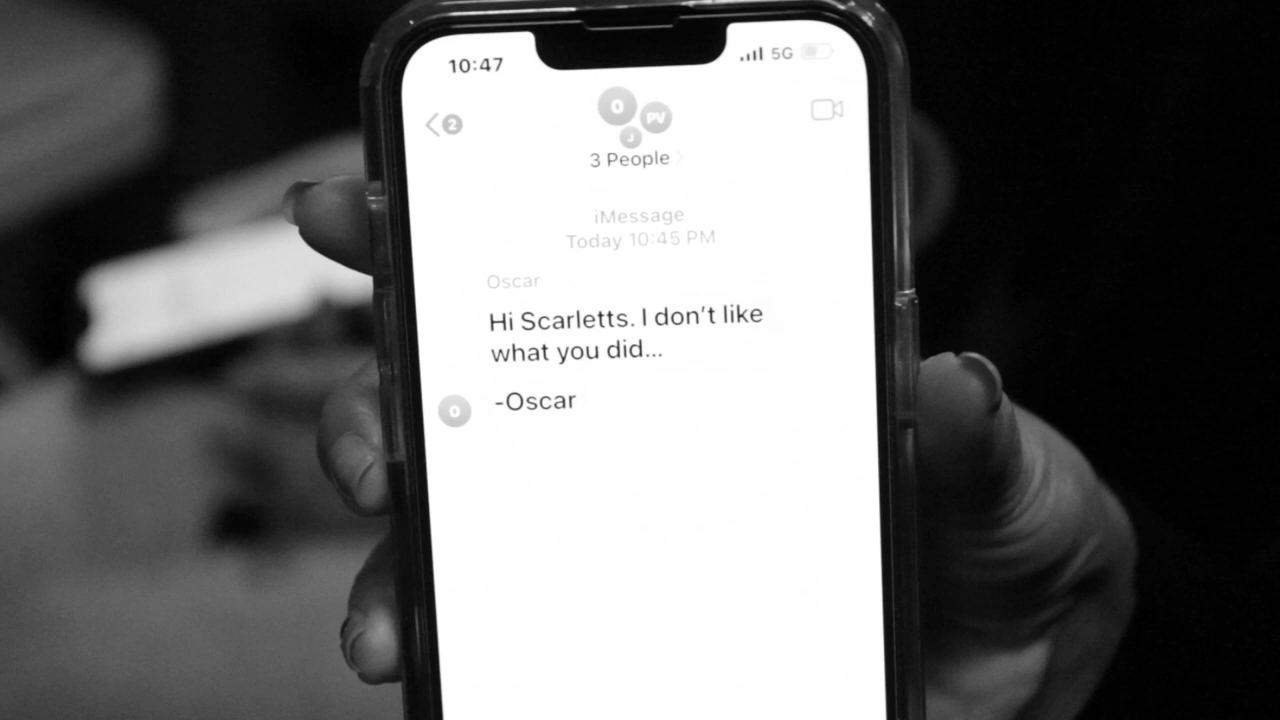 10:47
5G
2
O
PV
J
3 People
iMessage
Today 10:45 PM
Oscar
Hi Scarletts. I don't like
what you did...
O
-Oscar